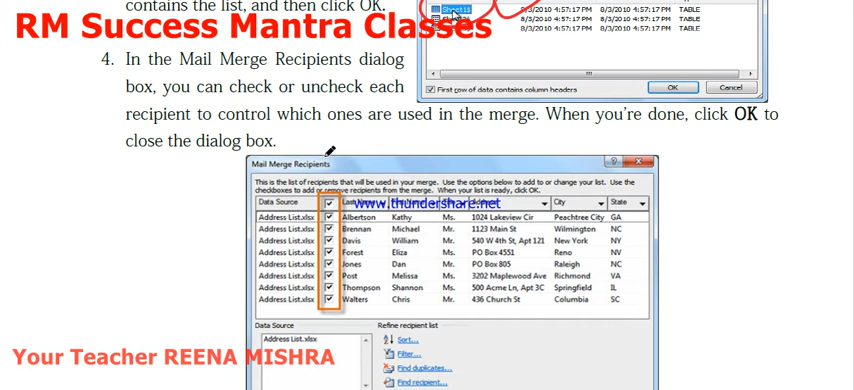 contains the list, and then click OK.
RM Success Mantra Classes
Sheet1$ 8/3/2010 4:57:17 PM 8/3/2010 4:57:17 PM TABLE
8/3/2010 4:57:17 PM 8/3/2010 4:57:17 PM TABLE
8/3/2010 4:57:17 PM 8/3/2010 4:57:17 PM TABLE
First row of data contains column headers OK Cancel
4. In the Mail Merge Recipients dialog
box, you can check or uncheck each
recipient to control which ones are used in the merge. When you're done, click OK to
close the dialog box.
Mail Merge Recipients
This is the list of recipients that will be used in your merge. Use the options below to add to or change your list. Use the
checkboxes to add or remove recipients from the merge. When your list is ready, click OK.
Data Source City State
www.thundershare.net
Address List.xlsx Albertson Kathy Ms. 1024 Lakeview Cir Peachtree City GA
Address List.xlsx Brennan Michael Mr. 1123 Main St Wilmington NC
Address List.xlsx Davis William Mr. 540 W 4th St, Apt 121 New York NY
Address List.xlsx Forest Eliza Ms. PO Box 4551 Reno NV
Address List.xlsx Jones Dan Mr. PO Box 805 Raleigh NC
Address List.xlsx Post Melissa Ms. 3202 Maplewood Ave Richmond VA
Address List.xlsx Thompson Shannon Ms. 500 Acme Ln, Apt 3C Springfield IL
Address List.xlsx Walters Chris Mr. 436 Church St Columbia SC
Data Source Refine recipient list
Address List.xlsx
Sort...
Filter...
Find duplicates...
Find recipient...
Your Teacher REENA MISHRA